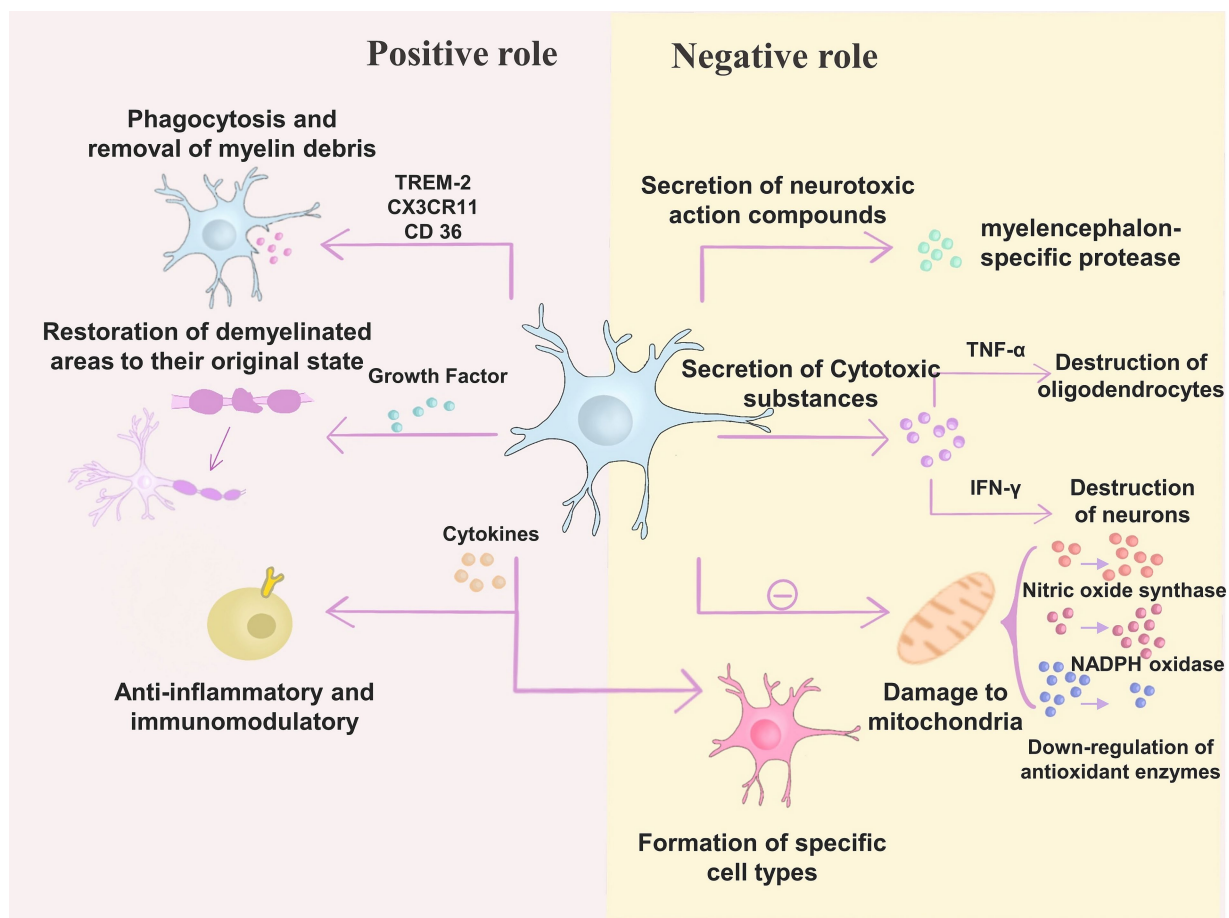 Positive role
Negative role
Phagocytosis and
removal of myelin debris
TREM-2
CX3CR11
CD 36
Restoration of demyelinated
areas to their original state
Growth Factor
Cytokines
Anti-inflammatory and
immunomodulatory
Secretion of neurotoxic
action compounds
myelencephalon-
specific protease
Secretion of Cytotoxic
substances
TNF-α
Destruction of
oligodendrocytes
IFN-γ
Destruction
of neurons
Nitric oxide synthase
NADPH oxidase
Damage to
mitochondria
Down-regulation of
antioxidant enzymes
Formation of specific
cell types